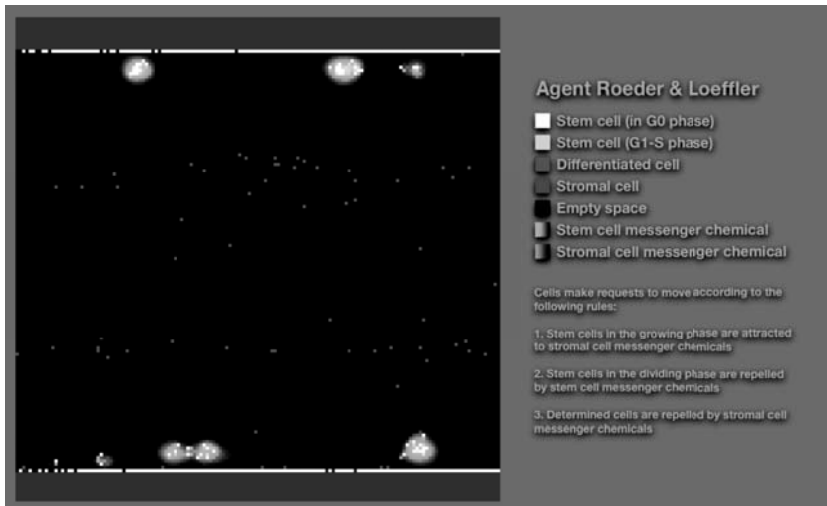 Agent Roeder & Loeffler
Stem cell (in G0 phase)
Stem cell (G1-S phase)
Differentiated cell
Stromal cell
Empty space
Stem cell messenger chemical
Stromal cell messenger chemical
Cells make requests to move according to the
following rules:
1. Stem cells in the growing phase are attracted
to stromal cell messenger chemicals
2. Stem cells in the dividing phase are repelled
by stem cell messenger chemicals
3. Determined cells are repelled by stromal cell
messenger chemicals